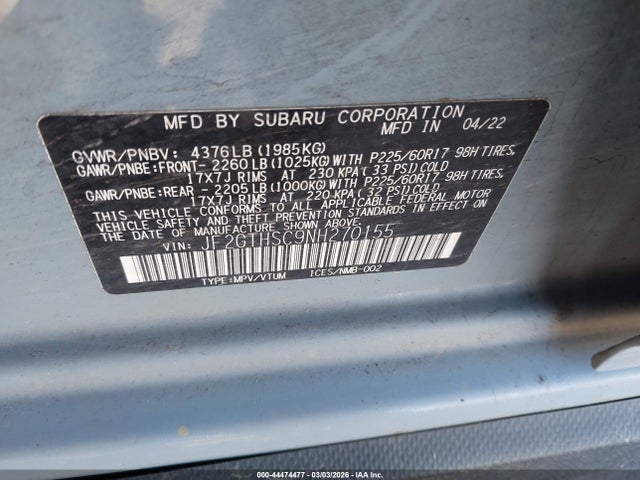 MFD BY SUBARU CORPORATION
MFD IN 04/22
GVWR/PNBV: 4376LB (1985KG)
GAWR/PNBE:FRONT- 2260LB (1025KG)WITH P225/60R17 98H TIRES,
17X7J RIMS AT 230 KPA( 33 PSI)COLD
GAWR/PNBE:REAR - 2205LB (1000KG)WITH P225/60R17 98H TIRES,
17X7J RIMS AT 220 KPA( 32 PSI)COLD
THIS VEHICLE CONFORMS TO ALL APPLICABLE FEDERAL MOTOR
VEHICLE SAFETY AND THEFT PREVENTION STANDARDS IN EFFECT
ON THE DATE OF MANUFACTURE SHOWN ABOVE.
VIN: JF2GTHSC9NH270155
TYPE:MPV/VTUM ICES/NMB-002
000-44474477 - 03/03/2026 - IAA Inc.